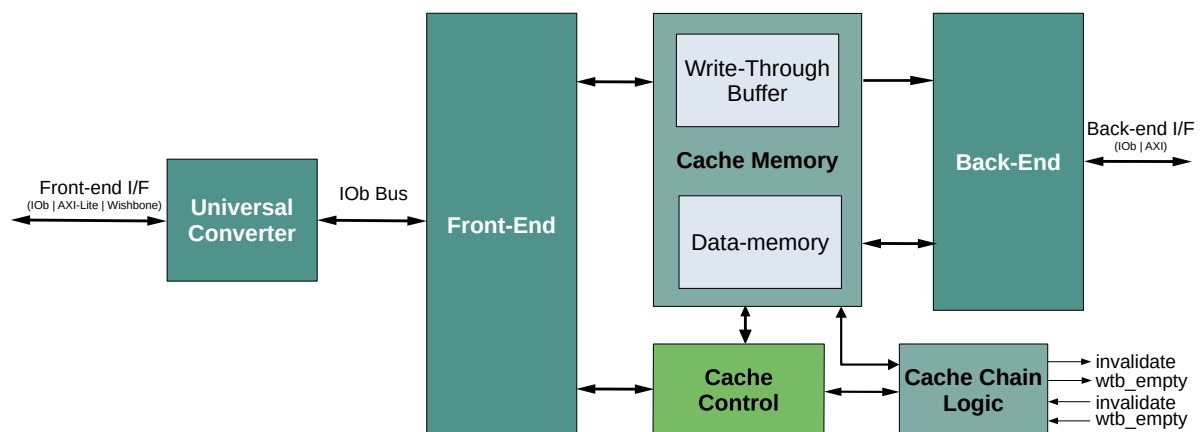 Front-end I/F
(IOb | AXI-Lite | Wishbone)
Universal
Converter
IOb Bus
Front-End
Write-Through
Buffer
Cache Memory
Data-memory
Back-End
Back-end I/F
(IOb | AXI)
Cache
Control
Cache Chain
Logic
invalidate
wtb_empty
invalidate
wtb_empty